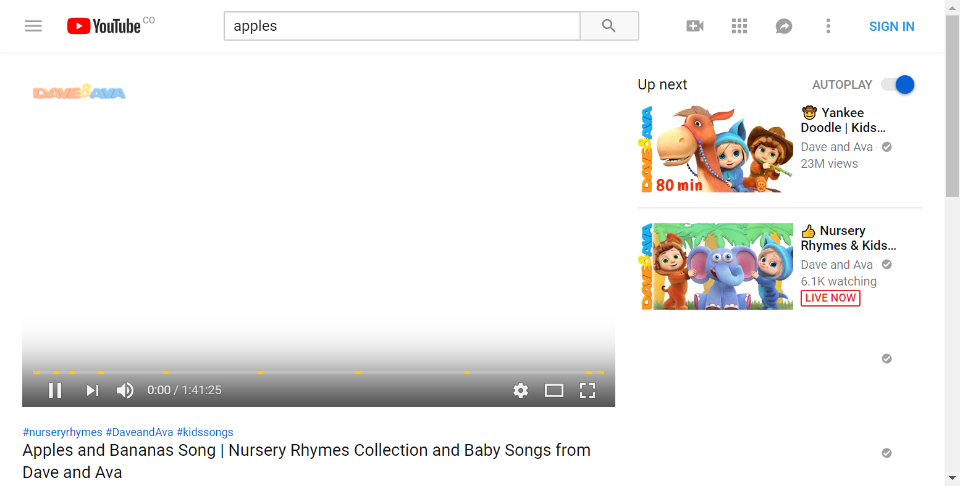 YouTube CO
apples
SIGN IN
DAVE&AVA
Up next
AUTOPLAY
DAVE&AVA
80 min
🤠 Yankee
Doodle | Kids...
Dave and Ava
23M views
DAVE&AVA
👍 Nursery
Rhymes & Kids...
Dave and Ava
6.1K watching
LIVE NOW
0:00 / 1:41:25
#nurseryrhymes #DaveandAva #kidssongs
Apples and Bananas Song | Nursery Rhymes Collection and Baby Songs from
Dave and Ava